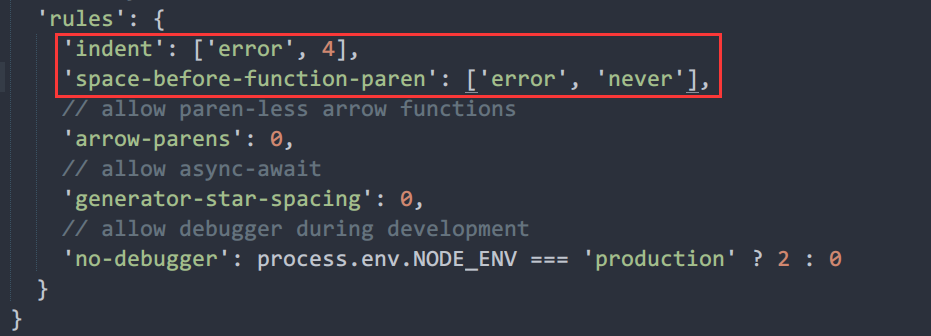 'rules': {
'indent': ['error', 4],
'space-before-function-paren': ['error', 'never'],
// allow paren-less arrow functions
'arrow-parens': 0,
// allow async-await
'generator-star-spacing': 0,
// allow debugger during development
'no-debugger': process.env.NODE_ENV === 'production' ? 2 : 0
}
}